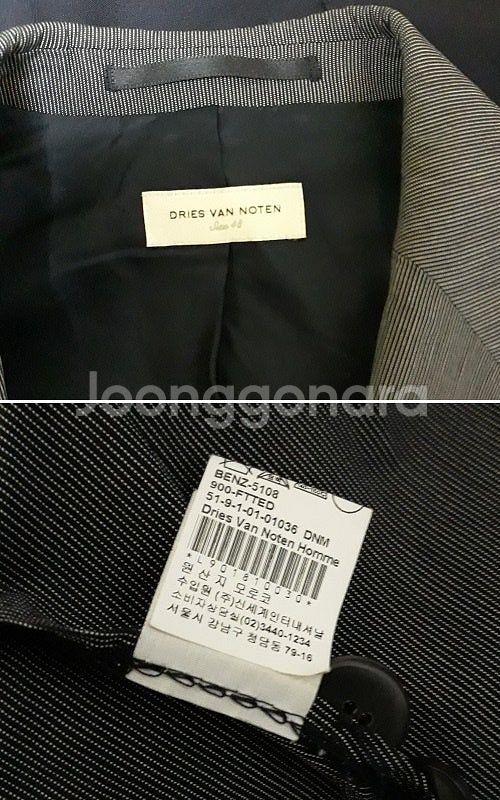 DRIES VAN NOTEN
Size 48
Joonggonara
BENZ-5108
900-FTTED
51-9-1-01-01036 DNM
Dries Van Noten Homme
*L901810030*
원 산 지 모로코
수입원 (주)신세계인터내셔날
소비자상담실(02)3440-1234
서울시 강남구 청담동 79-16